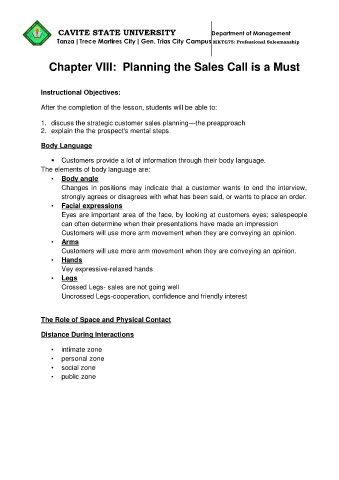 CAVITE STATE UNIVERSITY
Department of Management
Tanza | Trece Martires City | Gen. Trias City Campus
MKTG75: Professional Salesmanship
Chapter VIII: Planning the Sales Call is a Must
Instructional Objectives:
After the completion of the lesson, students will be able to:
1. discuss the strategic customer sales planning—the preapproach
2. explain the the prospect's mental steps
Body Language
• Customers provide a lot of information through their body language.
The elements of body language are:
• Body angle
Changes in positions may indicate that a customer wants to end the interview,
strongly agrees or disagrees with what has been said, or wants to place an order.
• Facial expressions
Eyes are important area of the face, by looking at customers eyes; salespeople
can often determine when their presentations have made an impression
Customers will use more arm movement when they are conveying an opinion.
• Arms
Customers will use more arm movement when they are conveying an opinion.
• Hands
Vey expressive-relaxed hands
• Legs
Crossed Legs- sales are not going well
Uncrossed Legs-cooperation, confidence and friendly interest
The Role of Space and Physical Contact
Distance During Interactions
• intimate zone
• personal zone
• social zone
• public zone